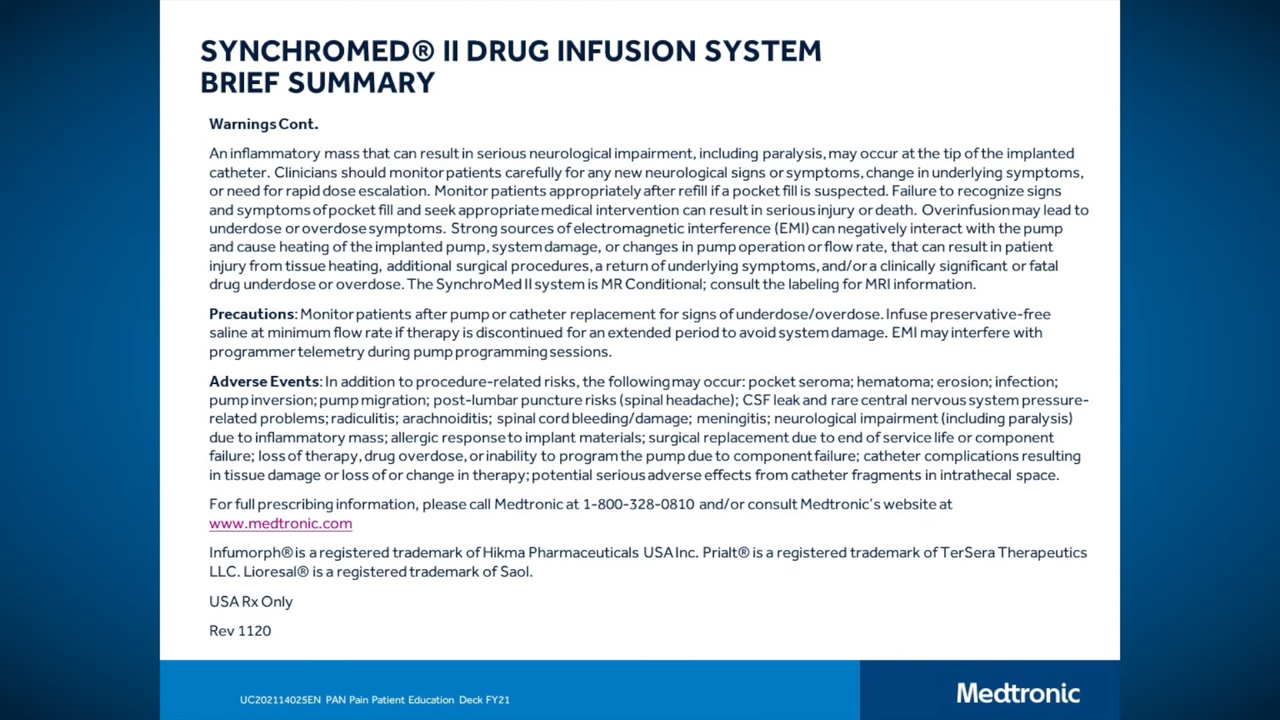 SYNCHROMED® II DRUG INFUSION SYSTEM
BRIEF SUMMARY
Warnings Cont.
An inflammatory mass that can result in serious neurological impairment, including paralysis, may occur at the tip of the implanted
catheter. Clinicians should monitor patients carefully for any new neurological signs or symptoms, change in underlying symptoms,
or need for rapid dose escalation. Monitor patients appropriately after refill if a pocket fill is suspected. Failure to recognize signs
and symptoms of pocket fill and seek appropriate medical intervention can result in serious injury or death. Overinfusion may lead to
underdose or overdose symptoms. Strong sources of electromagnetic interference (EMI) can negatively interact with the pump
and cause heating of the implanted pump, system damage, or changes in pump operation or flow rate, that can result in patient
injury from tissue heating, additional surgical procedures, a return of underlying symptoms, and/or a clinically significant or fatal
drug underdose or overdose. The SynchroMed II system is MR Conditional; consult the labeling for MRI information.
Precautions: Monitor patients after pump or catheter replacement for signs of underdose/overdose. Infuse preservative-free
saline at minimum flow rate if therapy is discontinued for an extended period to avoid system damage. EMI may interfere with
programmer telemetry during pump programming sessions.
Adverse Events: In addition to procedure-related risks, the following may occur: pocket seroma; hematoma; erosion; infection;
pump inversion; pump migration; post-lumbar puncture risks (spinal headache); CSF leak and rare central nervous system pressure-
related problems; radiculitis; arachnoiditis; spinal cord bleeding/damage; meningitis; neurological impairment (including paralysis)
due to inflammatory mass; allergic response to implant materials; surgical replacement due to end of service life or component
failure; loss of therapy, drug overdose, or inability to program the pump due to component failure; catheter complications resulting
in tissue damage or loss of or change in therapy; potential serious adverse effects from catheter fragments in intrathecal space.
For full prescribing information, please call Medtronic at 1-800-328-0810 and/or consult Medtronic's website at
www.medtronic.com
Infumorph® is a registered trademark of Hikma Pharmaceuticals USA Inc. Prialt® is a registered trademark of TerSera Therapeutics
LLC. Lioresal® is a registered trademark of Saol.
USA Rx Only
Rev 1120
UC202114025EN PAN Pain Patient Education Deck FY21
Medtronic